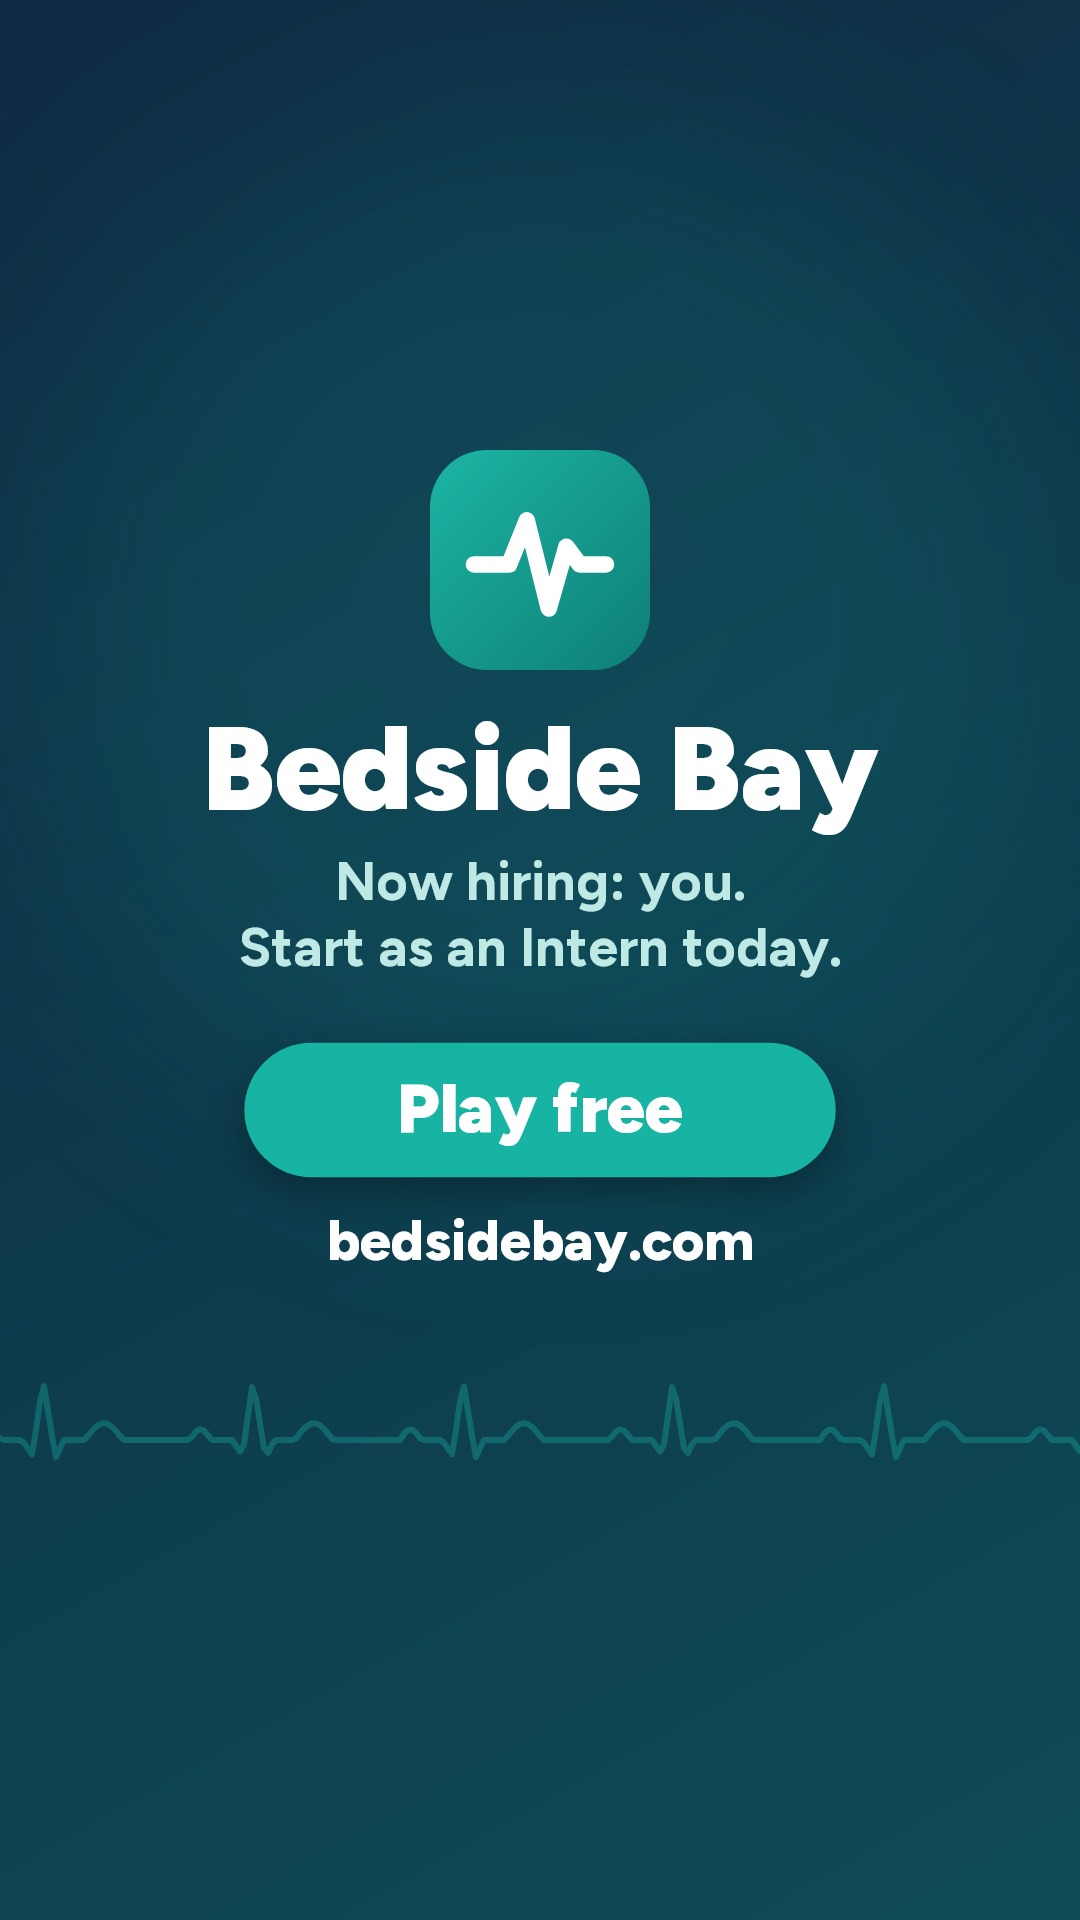 Bedside Bay
Now hiring: you.
Start as an Intern today.
Play free
bedsidebay.com